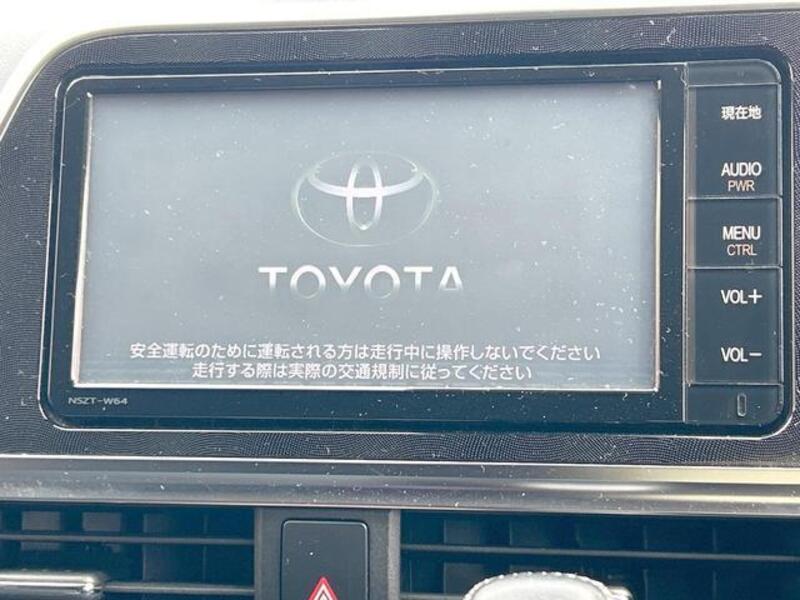 現在地
AUDIO
PWR
MENU
CTRL
VOL+
VOL-
TOYOTA
安全運転のために運転される方は走行中に操作しないでください
走行する際は実際の交通規制に従ってください
NSZT-W64